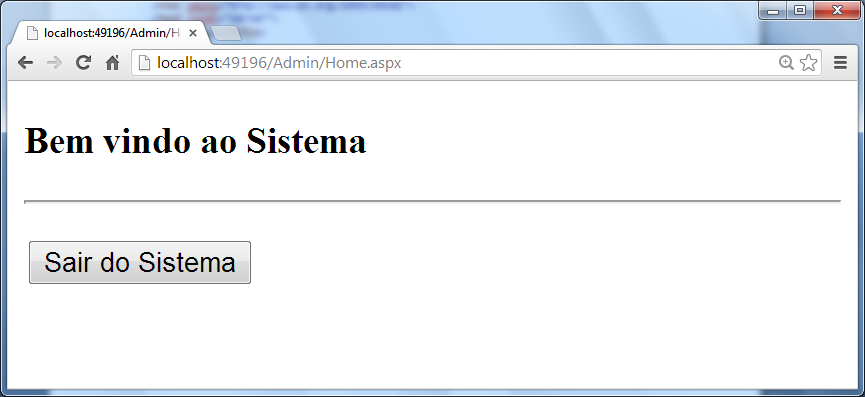 localhost:49196/Admin/H
localhost:49196/Admin/Home.aspx
Bem vindo ao Sistema
Sair do Sistema